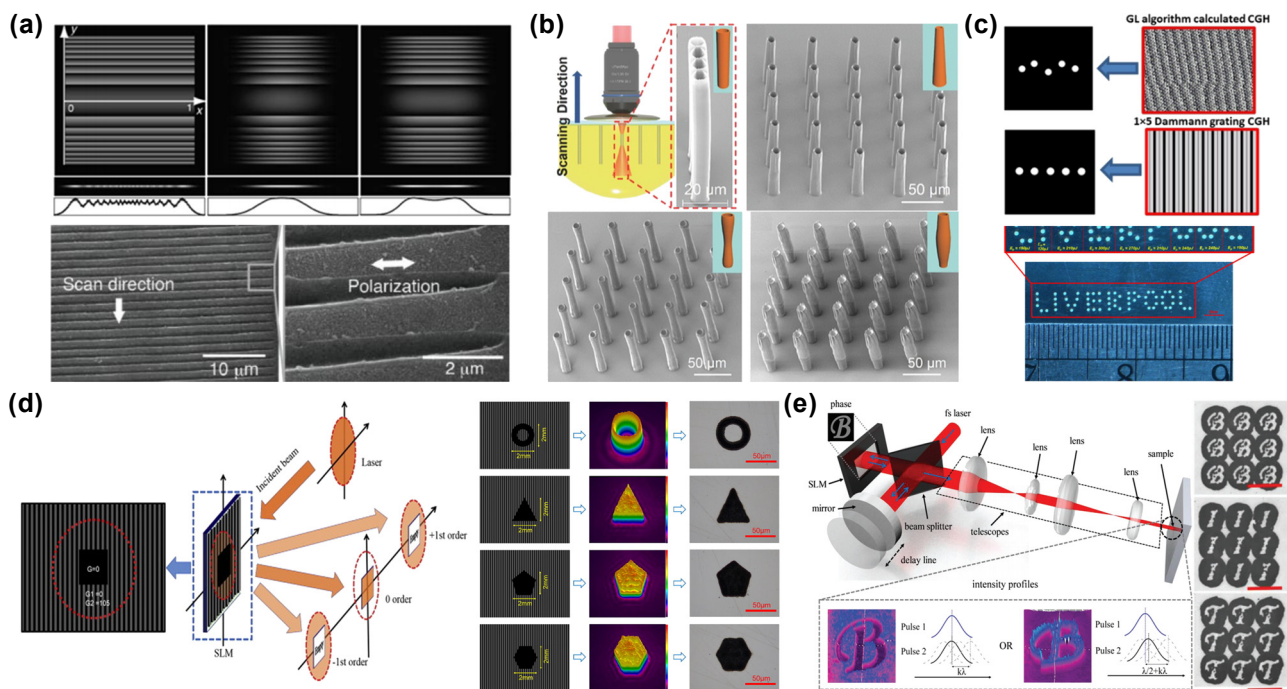 (a)
y
0
1
x
Scan direction
10 μm
Polarization
2 μm
(b)
Scanning Direction
20 μm
50 μm
50 μm
50 μm
(c)
GL algorithm calculated CGH
1×5 Dammann grating CGH
LIVERPOOL
7
8
9
(d)
Incident beam
Laser
G=0
G1 =0
G2 =105
SLM
+1st order
0 order
-1st order
2mm
2mm
50μm
2mm
2mm
50μm
2mm
2mm
50μm
2mm
2mm
50μm
(e)
phase
B
fs laser
lens
lens
lens
lens
sample
SLM
mirror
beam splitter
telescopes
delay line
intensity profiles
B
Pulse 1
Pulse 2
kλ
OR
B
Pulse 1
Pulse 2
λ/2+kλ
B B B
B B B
B B B
B B B
I I I
I I I
I I I
T T T
T T T
T T T